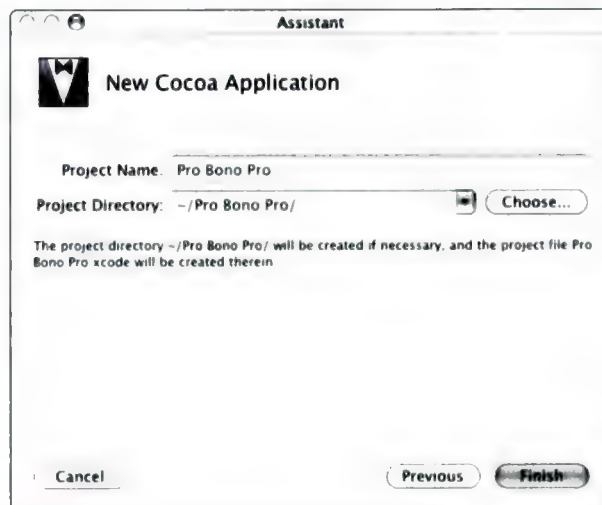 Assistant
New Cocoa Application
Project Name. Pro Bono Pro
Project Directory: ~/Pro Bono Pro/ Choose...
The project directory ~/Pro Bono Pro/ will be created if necessary, and the project file Pro
Bono Pro xcode will be created therein
Cancel Previous Finish